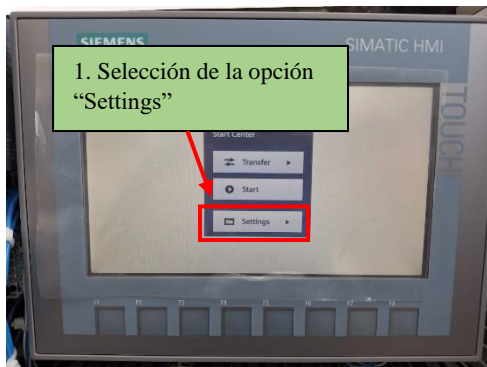 SIEMENS
SIMATIC HMI
1. Selección de la opción
“Settings”
TOUCH
Start Center
Transfer
Start
Settings
F1 F2 F3 F4 F5 F6 F7 F8